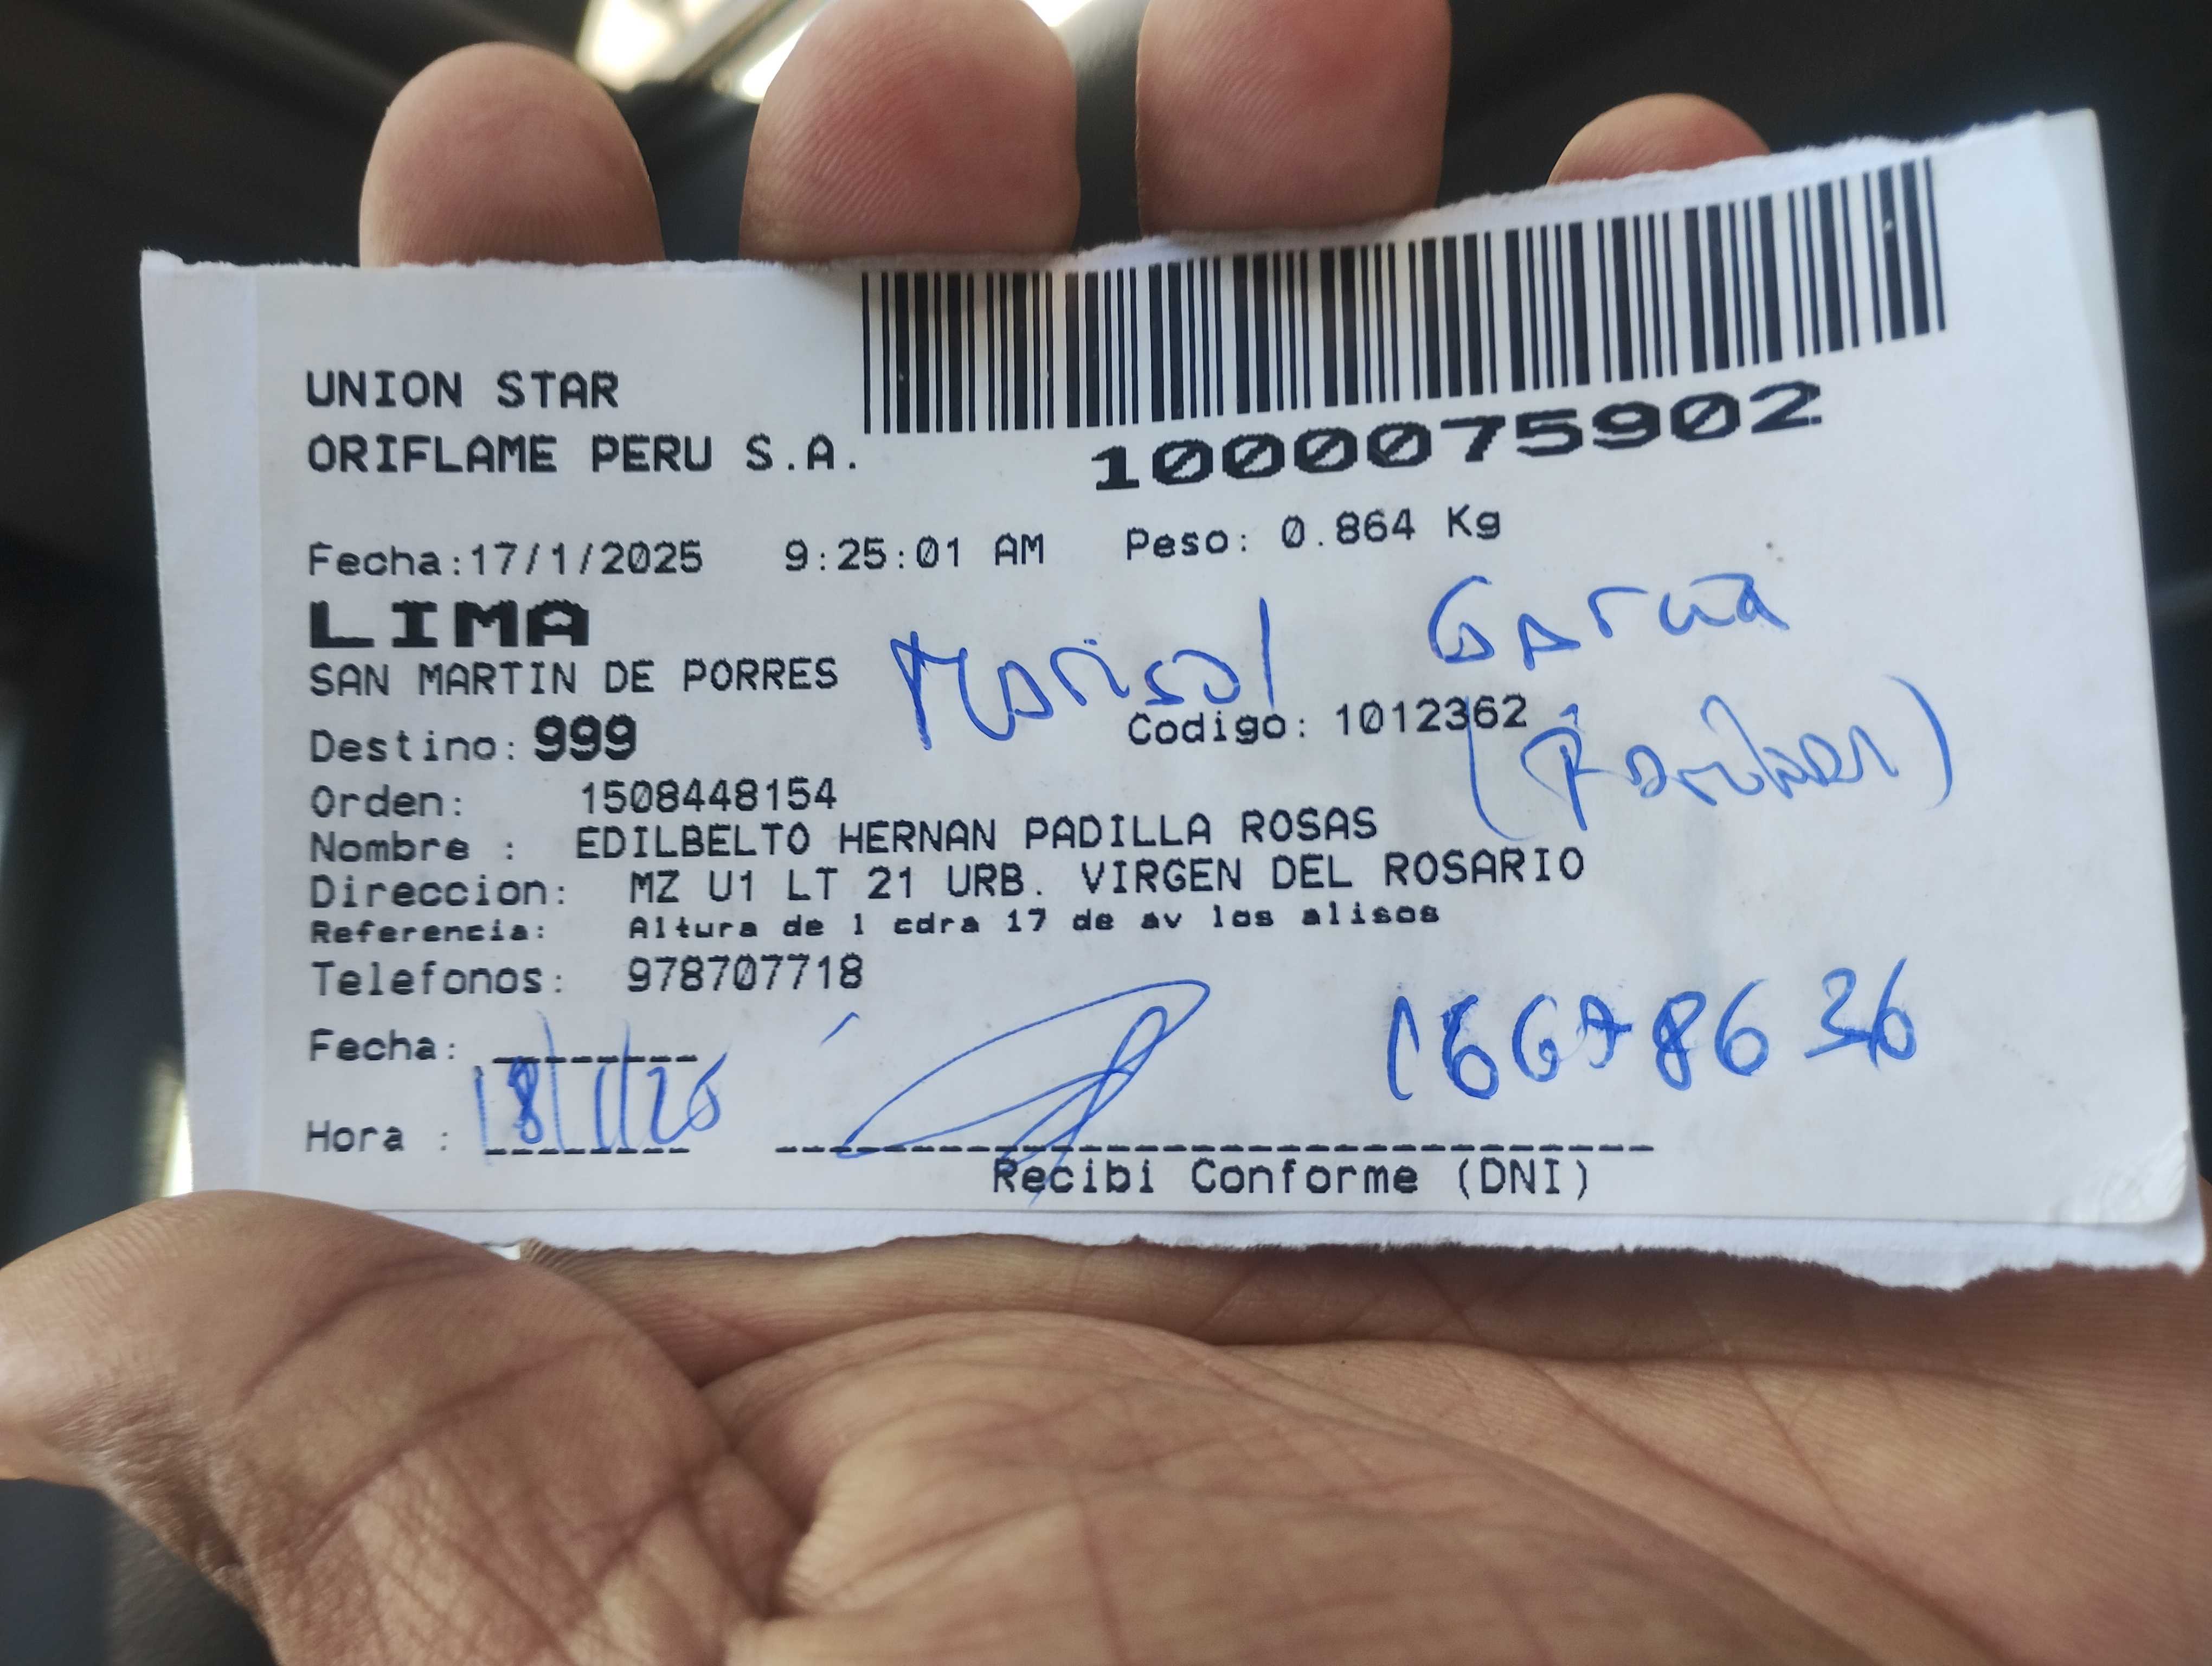 UNION STAR
ORIFLAME PERU S.A.
1000075902
Fecha:17/1/2025 9:25:01 AM Peso: 0.864 Kg
LIMA
SAN MARTIN DE PORRES
Marisol Garcia
Destino: 999 Codigo: 1012362
(Familiar)
Orden: 1508448154
Nombre : EDILBELTO HERNAN PADILLA ROSAS
Direccion: MZ U1 LT 21 URB. VIRGEN DEL ROSARIO
Referencia: Altura de l cdra 17 de av los alisos
Telefonos: 978707718
Fecha:
16678636
Hora : 18/1/25
Recibi Conforme (DNI)